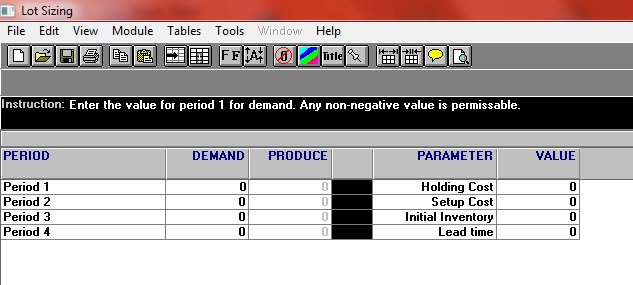 Lot Sizing
File Edit View Module Tables Tools Window Help
FF A Title
Instruction: Enter the value for period 1 for demand. Any non-negative value is permissable.
PERIOD DEMAND PRODUCE PARAMETER VALUE
Period 1 0 0 Holding Cost 0
Period 2 0 0 Setup Cost 0
Period 3 0 0 Initial Inventory 0
Period 4 0 0 Lead time 0